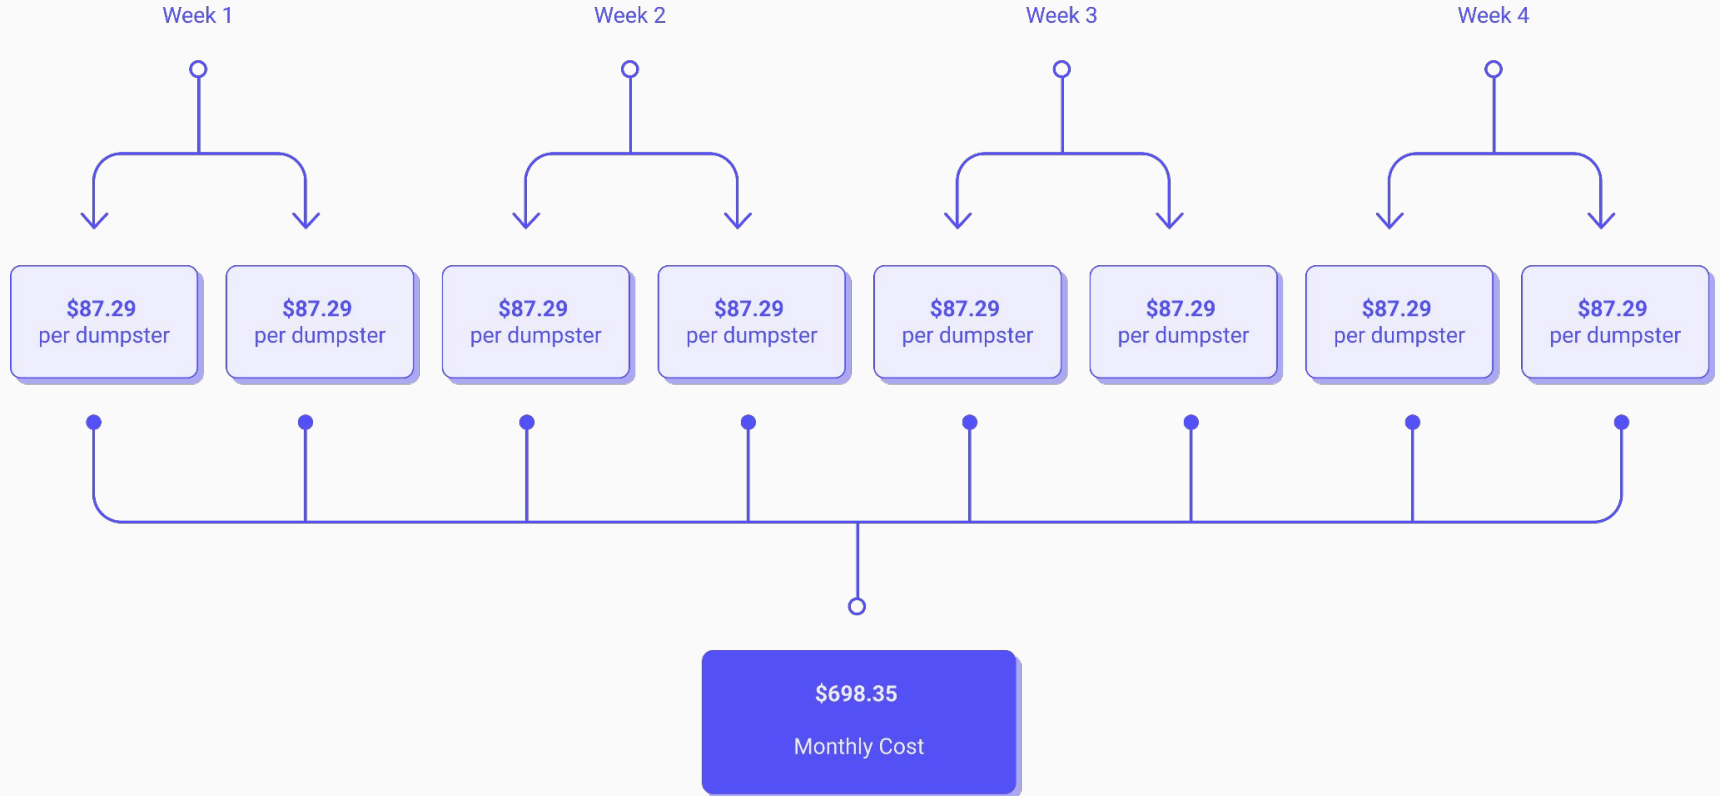 Week 1
Week 2
Week 3
Week 4
$87.29
per dumpster
$87.29
per dumpster
$87.29
per dumpster
$87.29
per dumpster
$87.29
per dumpster
$87.29
per dumpster
$87.29
per dumpster
$87.29
per dumpster
$698.35
Monthly Cost